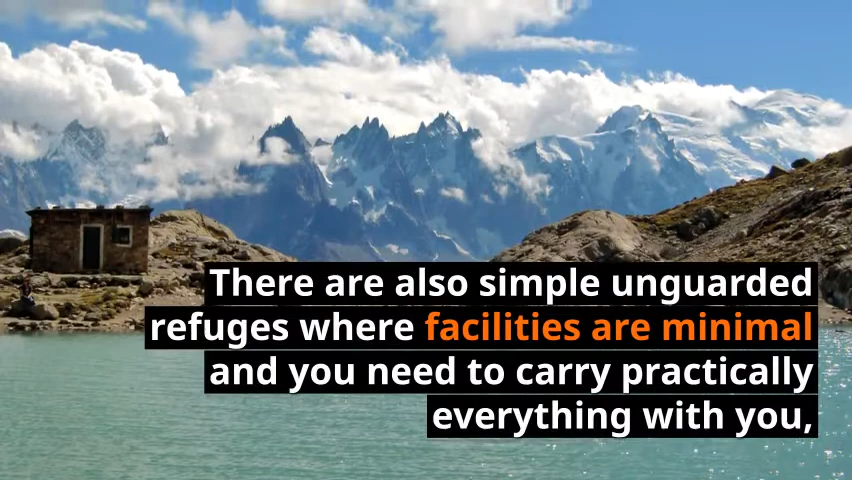 There are also simple unguarded
refuges where facilities are minimal
and you need to carry practically
everything with you,